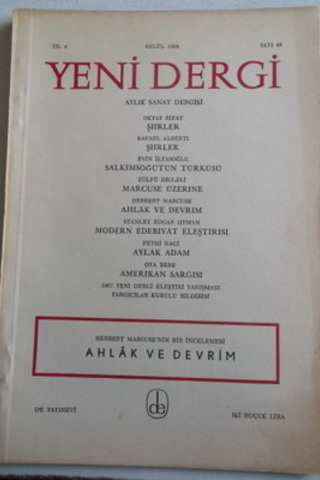 YIL 4 EYLÜL 1968 SAYI 48
YENİ DERGİ
AYLIK SANAT DERGİSİ
OKTAY RİFAT
ŞİİRLER
RAFAEL ALBERTI
ŞİİRLER
EVİN İLYASOĞLU
SALKIMSÖĞÜTÜN TÜRKÜSÜ
ZÜLFÜ DİCLELİ
MARCUSE ÜZERİNE
HERBERT MARCUSE
AHLÂK VE DEVRİM
STANLEY EDGAR HYMAN
MODERN EDEBİYAT ELEŞTİRİSİ
FETHİ NACİ
AYLAK ADAM
OYA BERK
AMERİKAN SARGISI
1967 YENİ DERGİ ELEŞTİRİ YARIŞMASI
YARGICILAR KURULU BİLDİRİSİ
HERBERT MARCUSE'NİN BİR İNCELEMESİ
AHLÂK VE DEVRİM
DE YAYINEVİ de İKİ BUÇUK LİRA